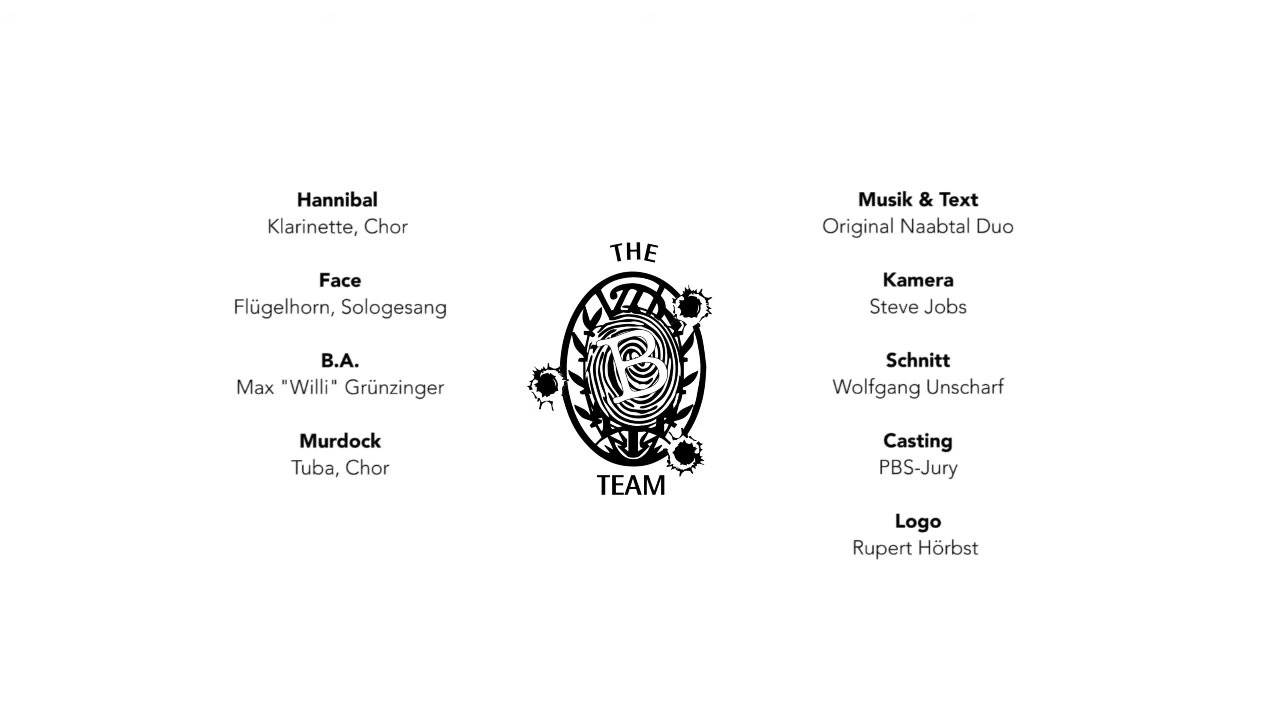 Hannibal
Klarinette, Chor
Face
Flügelhorn, Sologesang
B.A.
Max "Willi" Grünzinger
Murdock
Tuba, Chor
THE
B
TEAM
Musik & Text
Original Naabtal Duo
Kamera
Steve Jobs
Schnitt
Wolfgang Unscharf
Casting
PBS-Jury
Logo
Rupert Hörbst